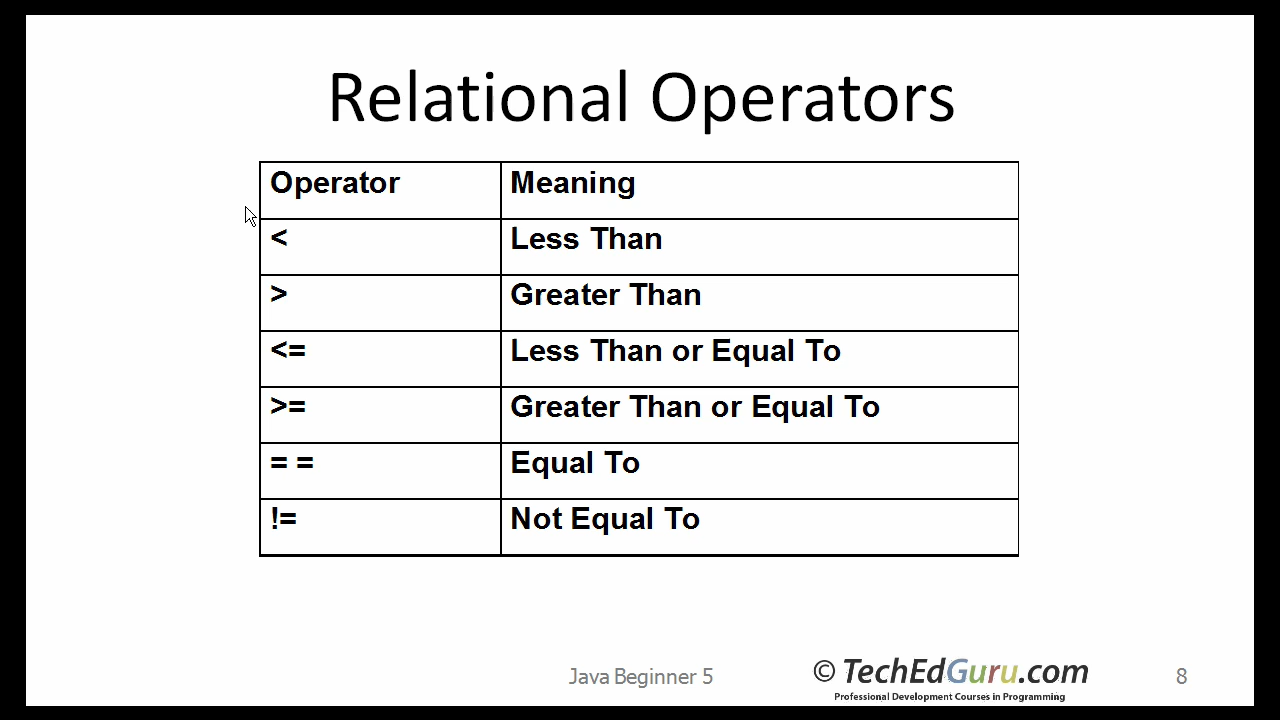 Relational Operators
Operator Meaning
< Less Than
> Greater Than
<= Less Than or Equal To
>= Greater Than or Equal To
= = Equal To
!= Not Equal To
Java Beginner 5 © TechEdGuru.com 8
Professional Development Courses in Programming